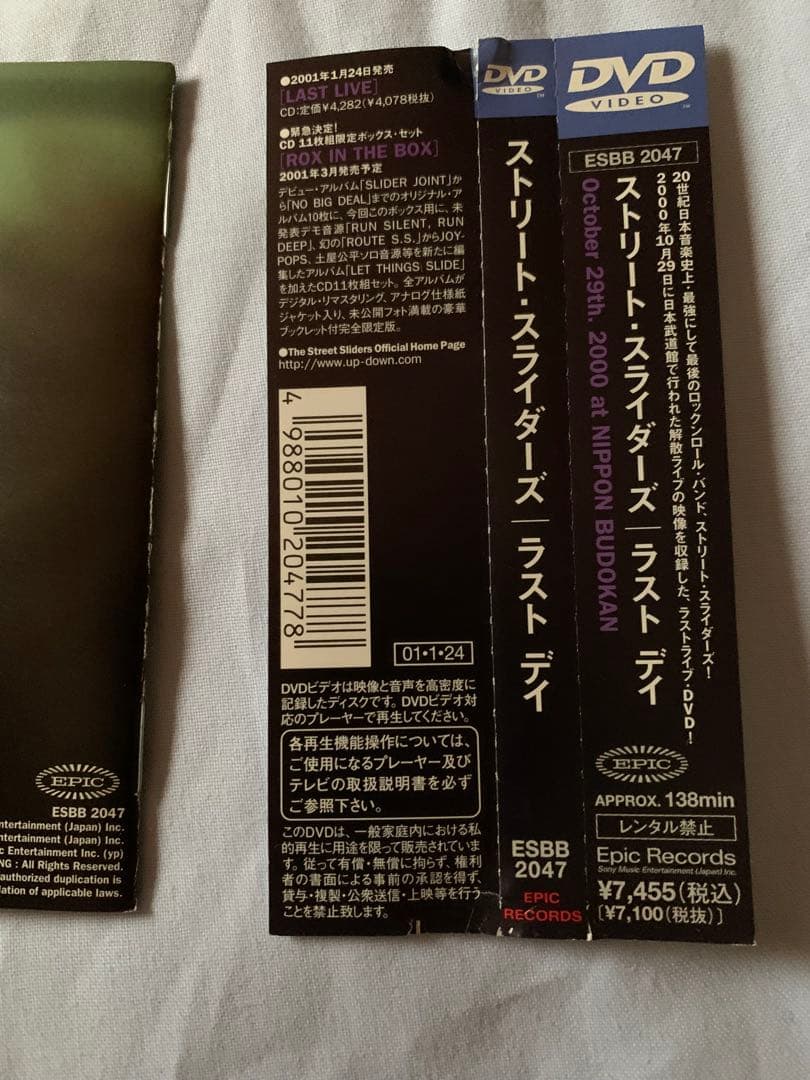 ●2001年1月24日発売
[LAST LIVE]
CD:定価¥4,282(¥4,078税抜)
●緊急決定!
CD 11枚組限定ボックス・セット
[ROX IN THE BOX]
2001年3月発売予定
デビュー・アルバム「SLIDER JOINT」か
ら「NO BIG DEAL」までのオリジナル・ア
ルバム10枚に、今回このボックス用に、未
発表デモ音源「RUN SILENT, RUN
DEEP」、幻の「ROUTE S.S.」からJOY-
POPS、土屋公平ソロ音源等を新たに編
集したアルバム「LET THINGS SLIDE」
を加えたCD11枚組セット。全アルバムが
デジタル・リマスタリング、アナログ仕様紙
ジャケット入り、未公開フォト満載の豪華
ブックレット付完全限定版。
●The Street Sliders Official Home Page
http://www.up-down.com
4 988010 204778
01•1•24
DVDビデオは映像と音声を高密度に
記録したディスクです。DVDビデオ対
応のプレーヤーで再生してください。
各再生機能操作については、
ご使用になるプレーヤー及び
テレビの取扱説明書を必ず
ご参照下さい。
このDVDは、一般家庭内における私
的再生に用途を限って販売されていま
す。従って有償・無償に拘らず、権利
者の書面による事前の承認を得ず、
貸与・複製・公衆送信・上映等を行う
ことを禁止致します。
DVD
VIDEO
TM
ストリート・スライダーズ|ラスト デイ
ESBB
2047
EPIC
RECORDS
DVD
VIDEO
TM
ESBB 2047
20世紀日本音楽史上・最強にして最後のロックンロール・バンド、ストリート・スライダーズ!
2000年10月29日に日本武道館で行われた解散ライブの映像を収録した、ラストライブ・DVD!
ストリート・スライダーズ|ラスト デイ
October 29th. 2000 at NIPPON BUDOKAN
EPIC
APPROX. 138min
レンタル禁止
Epic Records
Sony Music Entertainment (Japan) Inc.
¥7,455(税込)
[¥7,100(税抜)]
EPIC
ESBB 2047
ntertainment (Japan) Inc.
ntertainment (Japan) Inc.
c Entertainment Inc. (yp)
NG : All Rights Reserved.
authorized duplication is
lation of applicable laws.